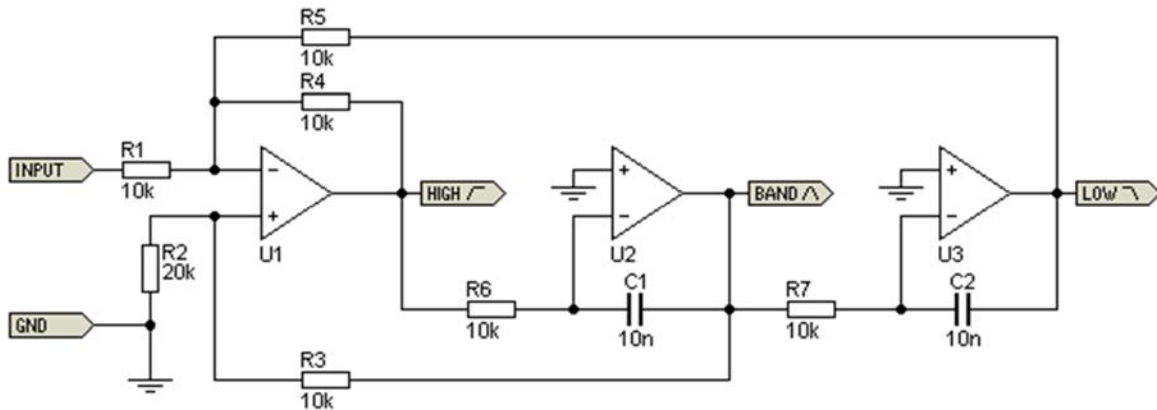 R5
10k
R4
10k
INPUT
R1
10k
−
+
U1
HIGH
+
−
U2
BAND
+
−
U3
LOW
R2
20k
GND
R6
10k
C1
10n
R7
10k
C2
10n
R3
10k